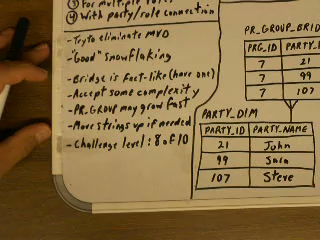 ③ For multiple
④ With party/role connection
- Try to eliminate MVD
- "Good" snowflaking
- Bridge is fact-like (have one)
- Accept some complexity
- PR_GROUP may grow fast
- More strings up if needed
- Challenge level: 8 of 10
PR_GROUP_BRID
PRG_ID PARTY_I
7 21
7 99
7 107
PARTY_DIM
PARTY_ID PARTY_NAME
21 John
99 Sara
107 Steve